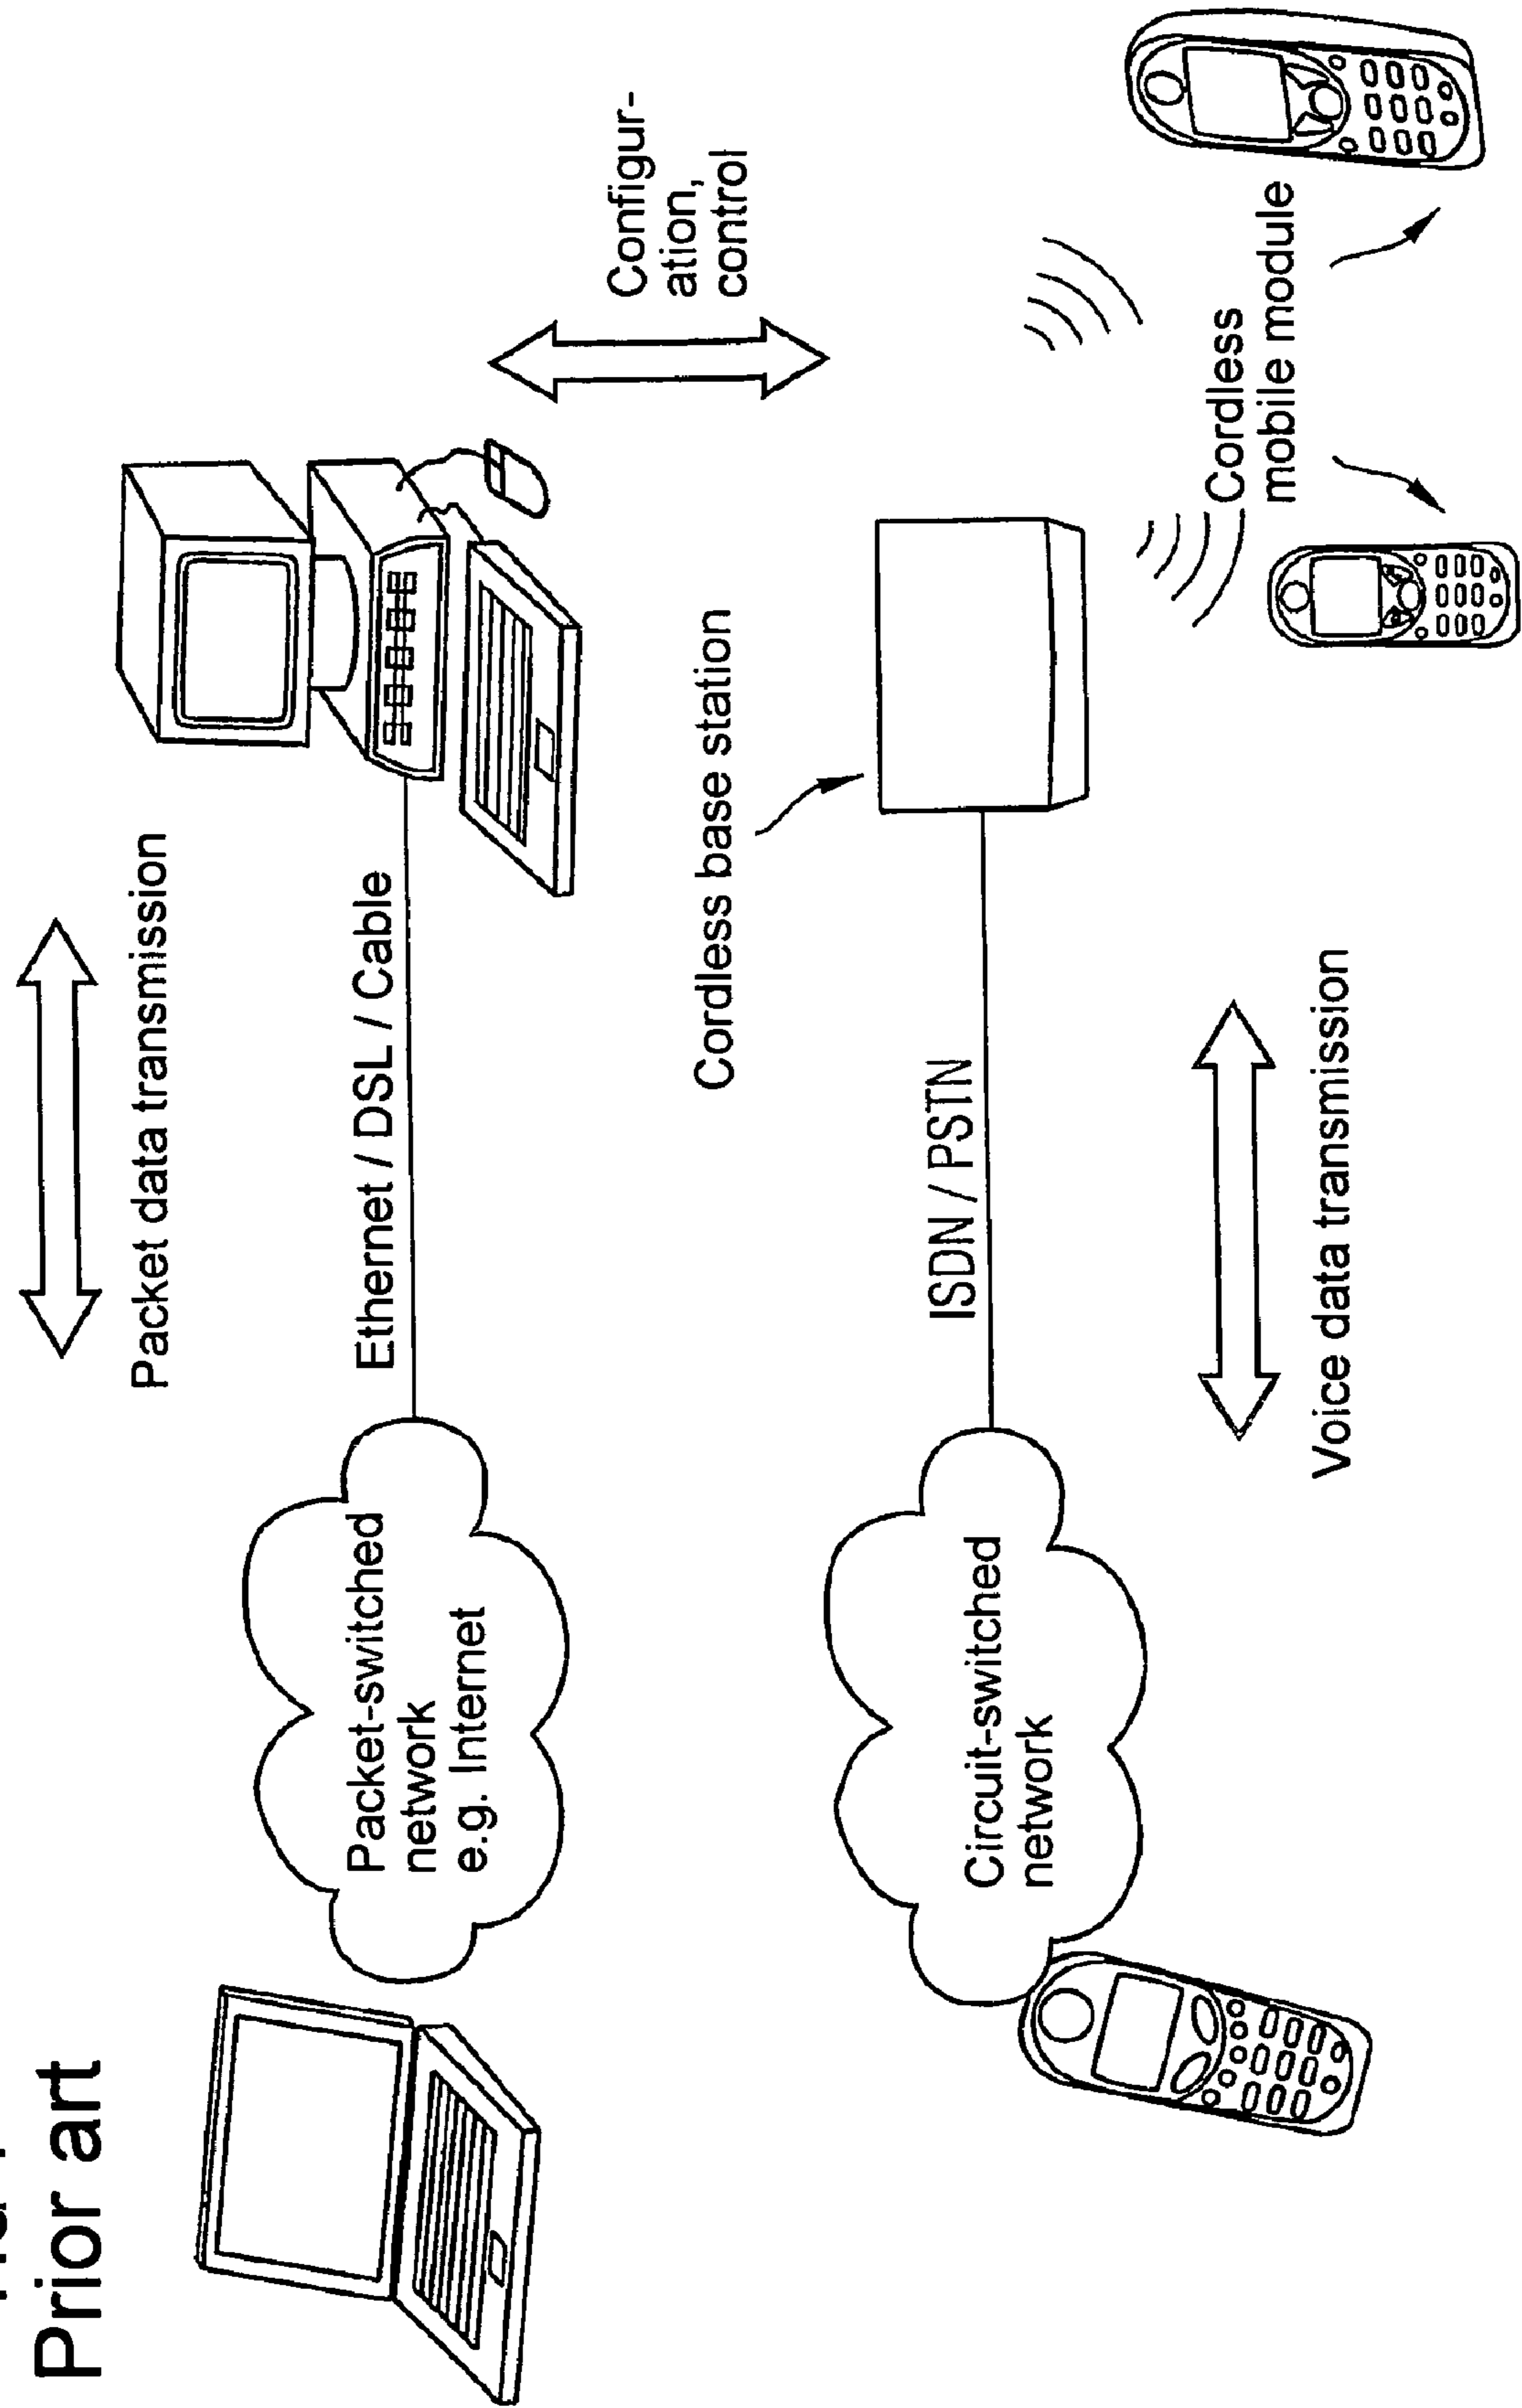 Prior art
Packet data transmission
Ethernet / DSL / Cable
Packet-switched
network
e.g. Internet
Configur-
ation,
control
Cordless base station
ISDN / PSTN
Circuit-switched
network
Cordless
mobile module
Voice data transmission